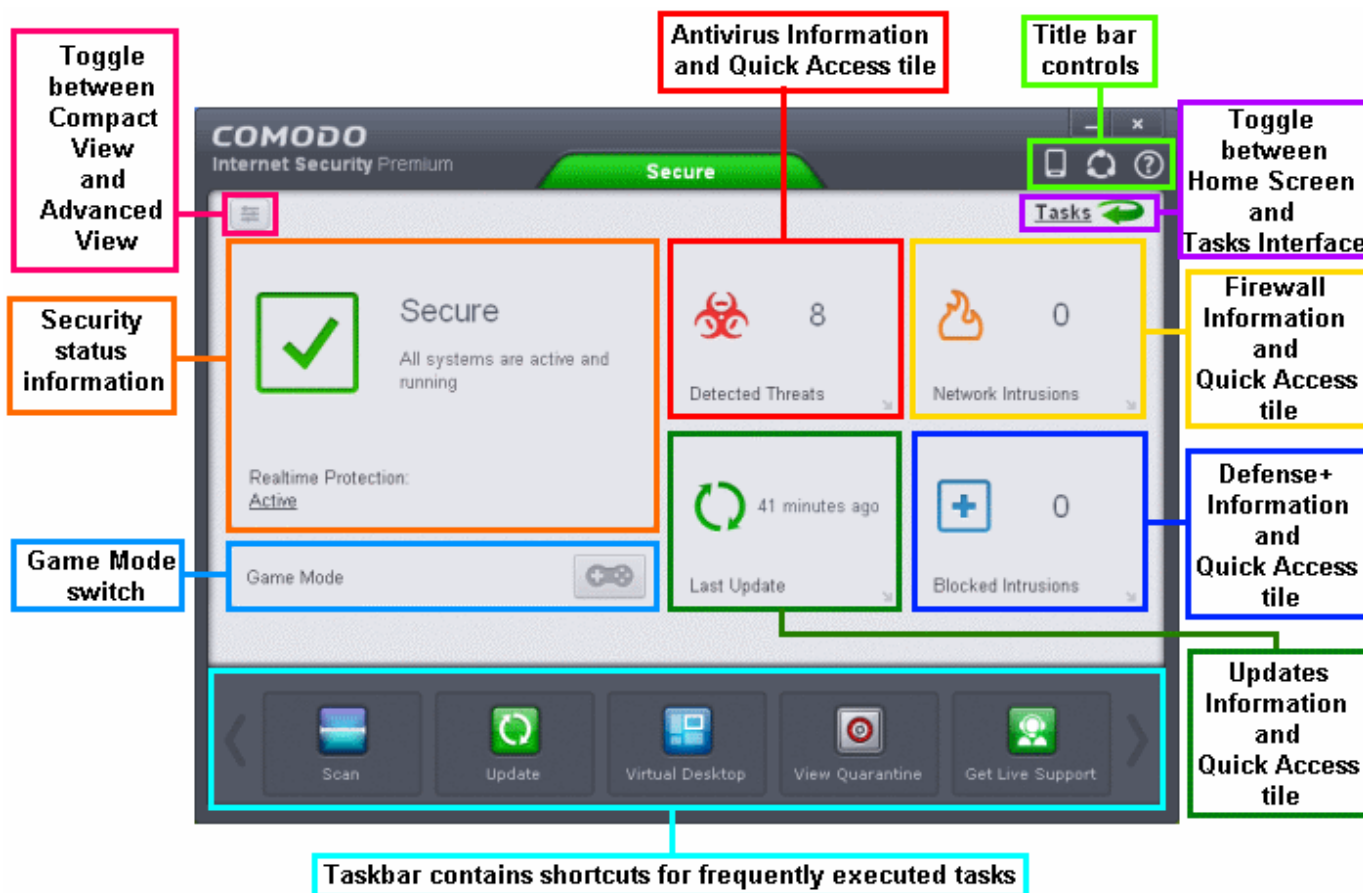 Toggle
between
Compact
View
and
Advanced
View
Antivirus Information
and Quick Access tile
Title bar
controls
Toggle
between
Home Screen
and
Tasks Interface
COMODO
Internet Security Premium
Secure
Tasks
Security
status
information
Secure
All systems are active and
running
Realtime Protection:
Active
8
Detected Threats
0
Network Intrusions
Firewall
Information
and
Quick Access
tile
Game Mode
switch
Game Mode
41 minutes ago
Last Update
0
Blocked Intrusions
Defense+
Information
and
Quick Access
tile
Updates
Information
and
Quick Access
tile
Scan
Update
Virtual Desktop
View Quarantine
Get Live Support
Taskbar contains shortcuts for frequently executed tasks